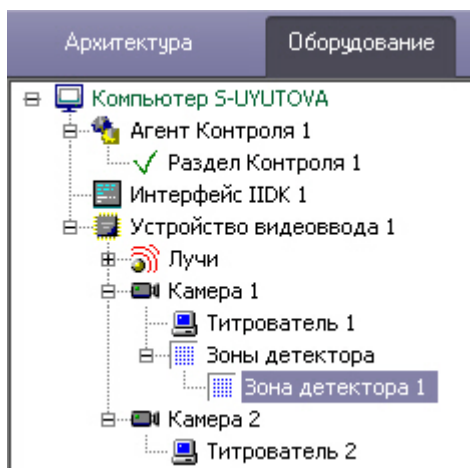 Архитектура Оборудование
Компьютер S-UYUTOVA
Агент Контроля 1
Раздел Контроля 1
Интерфейс IIDK 1
Устройство видеоввода 1
Лучи
Камера 1
Титрователь 1
Зоны детектора
Зона детектора 1
Камера 2
Титрователь 2